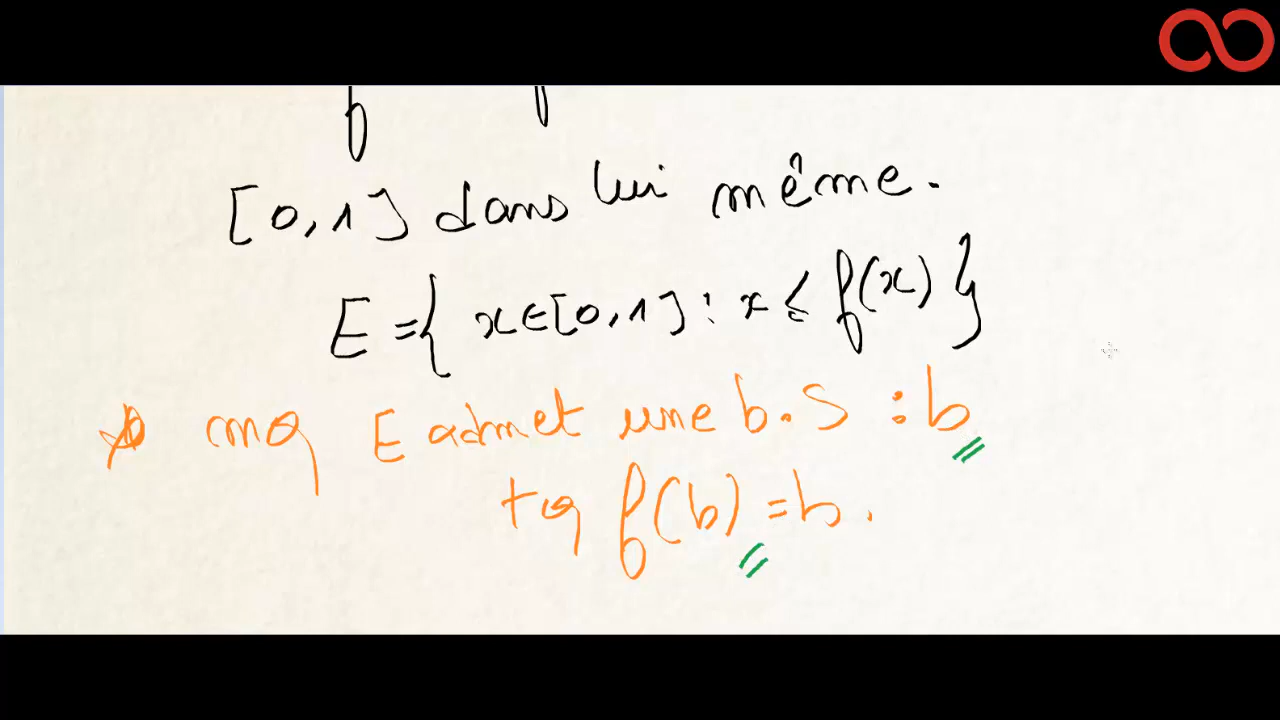 [0,1] dans lui même.
E={ x∈[0,1] : x ≤ f(x) }
mq E admet une b.S : b
tq f(b) = b.